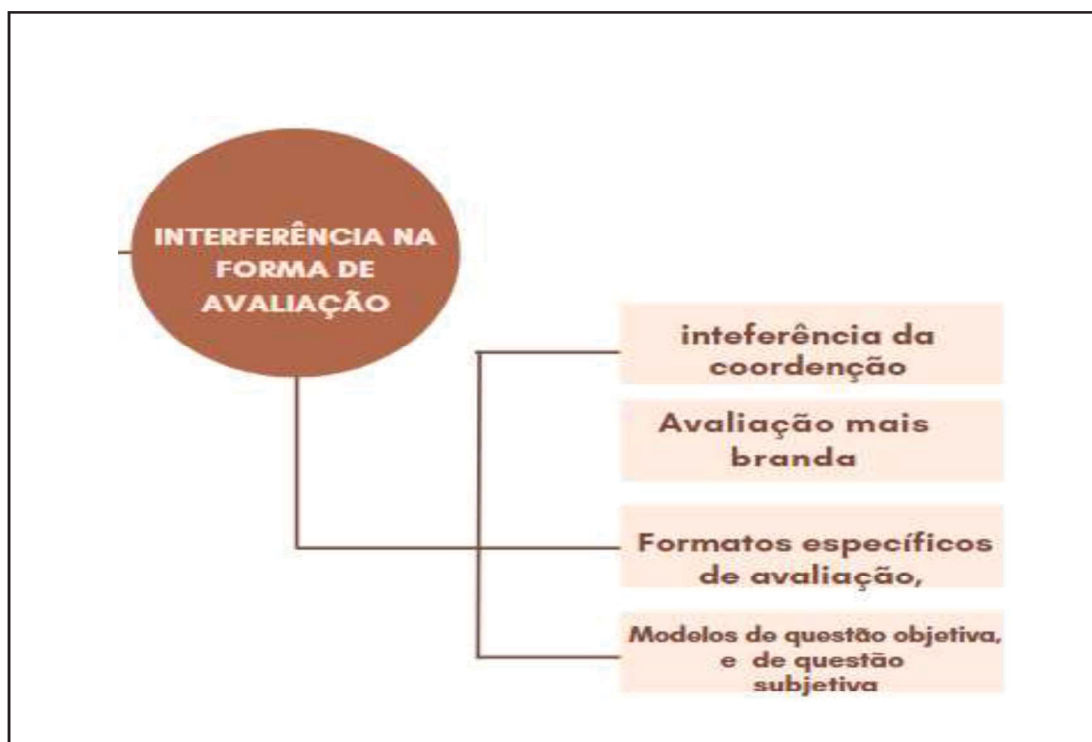 INTERFERÊNCIA NA
FORMA DE
AVALIAÇÃO
inteferência da
coordenção
Avaliação mais
branda
Formatos específicos
de avaliação,
Modelos de questão objetiva,
e de questão
subjetiva